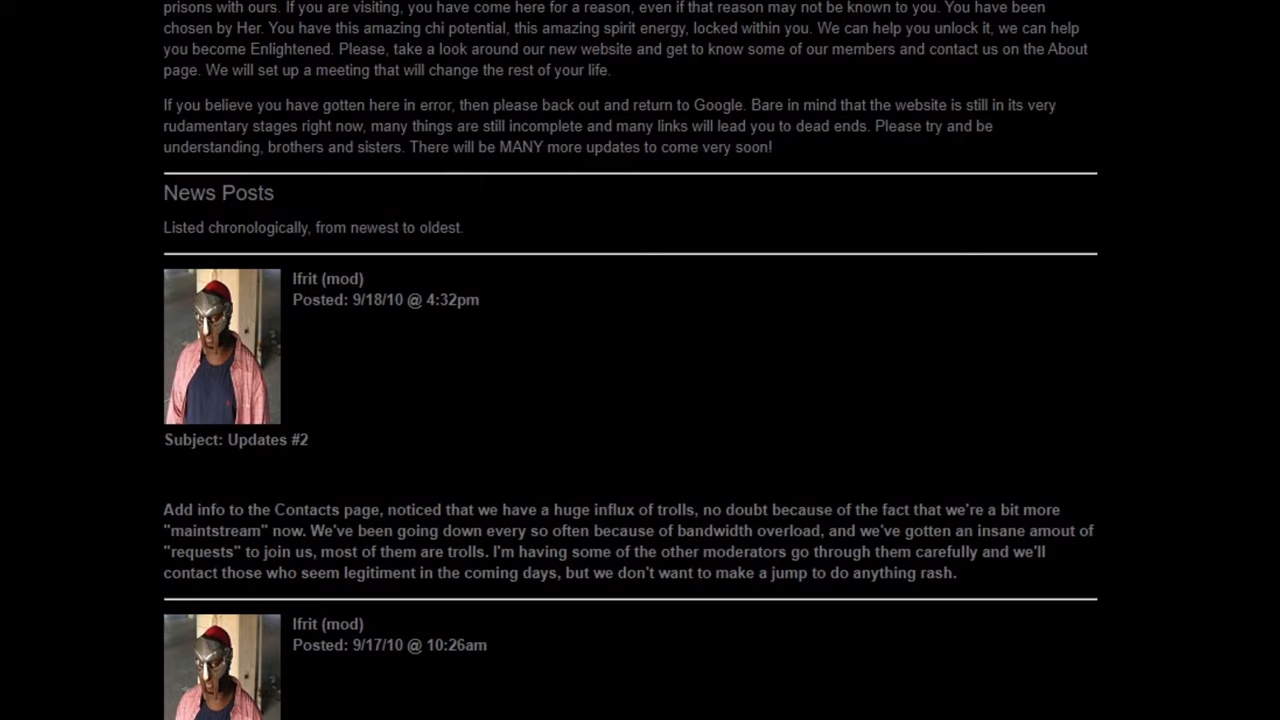 prisons with ours. If you are visiting, you have come here for a reason, even if that reason may not be known to you. You have been
chosen by Her. You have this amazing chi potential, this amazing spirit energy, locked within you. We can help you unlock it, we can help
you become Enlightened. Please, take a look around our new website and get to know some of our members and contact us on the About
page. We will set up a meeting that will change the rest of your life.
If you believe you have gotten here in error, then please back out and return to Google. Bare in mind that the website is still in its very
rudamentary stages right now, many things are still incomplete and many links will lead you to dead ends. Please try and be
understanding, brothers and sisters. There will be MANY more updates to come very soon!
News Posts
Listed chronologically, from newest to oldest.
Ifrit (mod)
Posted: 9/18/10 @ 4:32pm
Subject: Updates #2
Add info to the Contacts page, noticed that we have a huge influx of trolls, no doubt because of the fact that we're a bit more
"maintstream" now. We've been going down every so often because of bandwidth overload, and we've gotten an insane amout of
"requests" to join us, most of them are trolls. I'm having some of the other moderators go through them carefully and we'll
contact those who seem legitiment in the coming days, but we don't want to make a jump to do anything rash.
Ifrit (mod)
Posted: 9/17/10 @ 10:26am